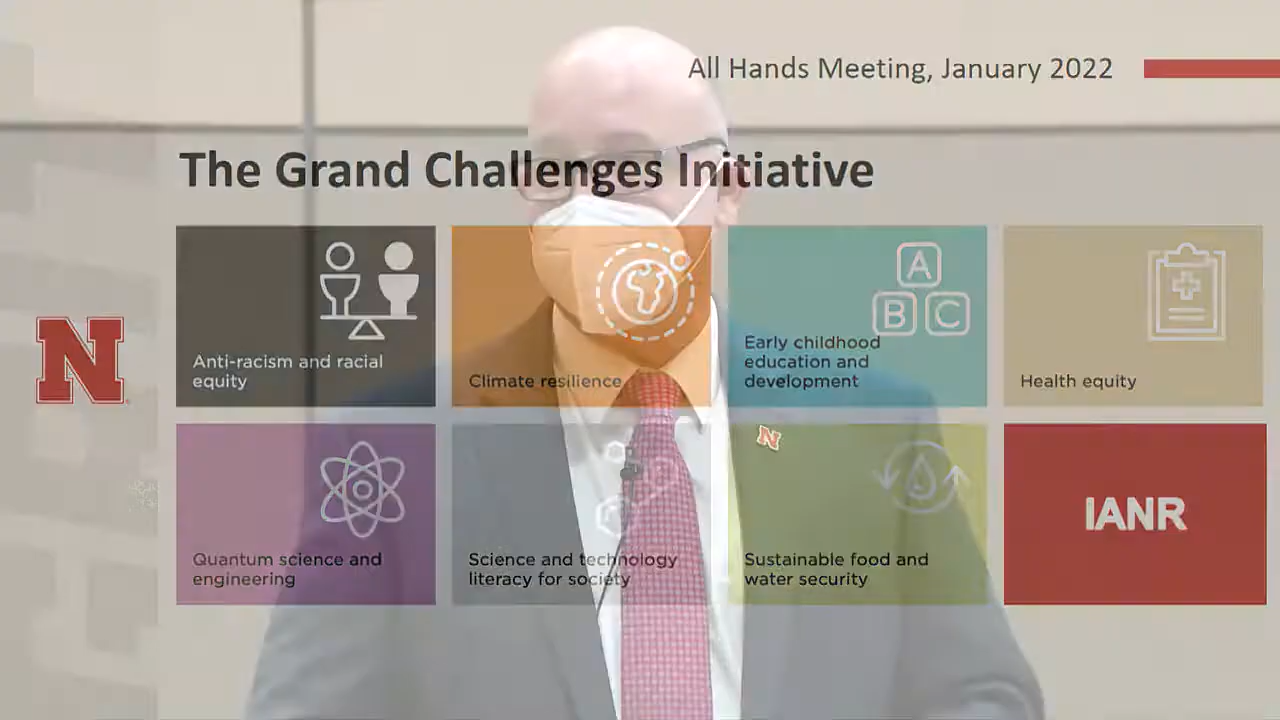 All Hands Meeting, January 2022
The Grand Challenges Initiative
Anti-racism and racial
equity
Climate resilience
A
B C
Early childhood
education and
development
Health equity
N
Quantum science and
engineering
Science and technology
literacy for society
N
Sustainable food and
water security
IANR